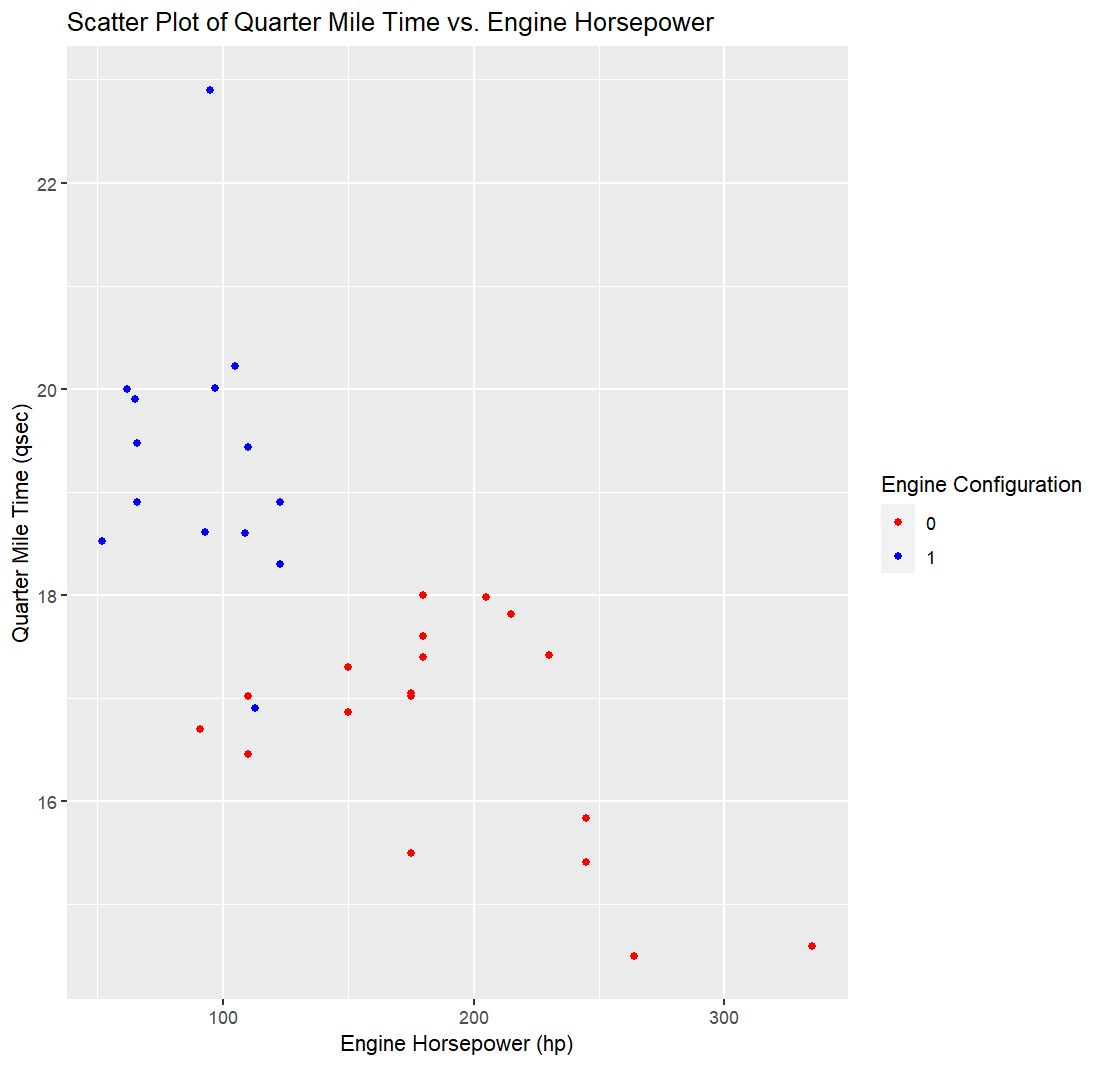 Scatter Plot of Quarter Mile Time vs. Engine Horsepower
22
20
18
16
Quarter Mile Time (qsec)
100 200 300
Engine Horsepower (hp)
Engine Configuration
0
1